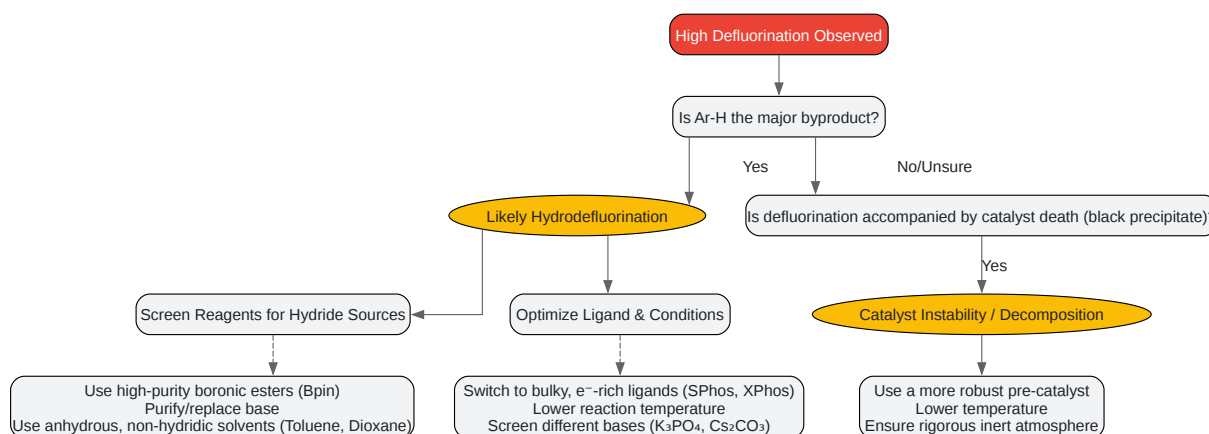 High Defluorination Observed
Is Ar-H the major byproduct?
Yes
No/Unsure
Likely Hydrodefluorination
Is defluorination accompanied by catalyst death (black precipitate)
Yes
Screen Reagents for Hydride Sources
Optimize Ligand & Conditions
Catalyst Instability / Decomposition
Use high-purity boronic esters (Bpin)
Purify/replace base
Use anhydrous, non-hydridic solvents (Toluene, Dioxane)
Switch to bulky, e⁻-rich ligands (SPhos, XPhos)
Lower reaction temperature
Screen different bases (K₃PO₄, Cs₂CO₃)
Use a more robust pre-catalyst
Lower temperature
Ensure rigorous inert atmosphere